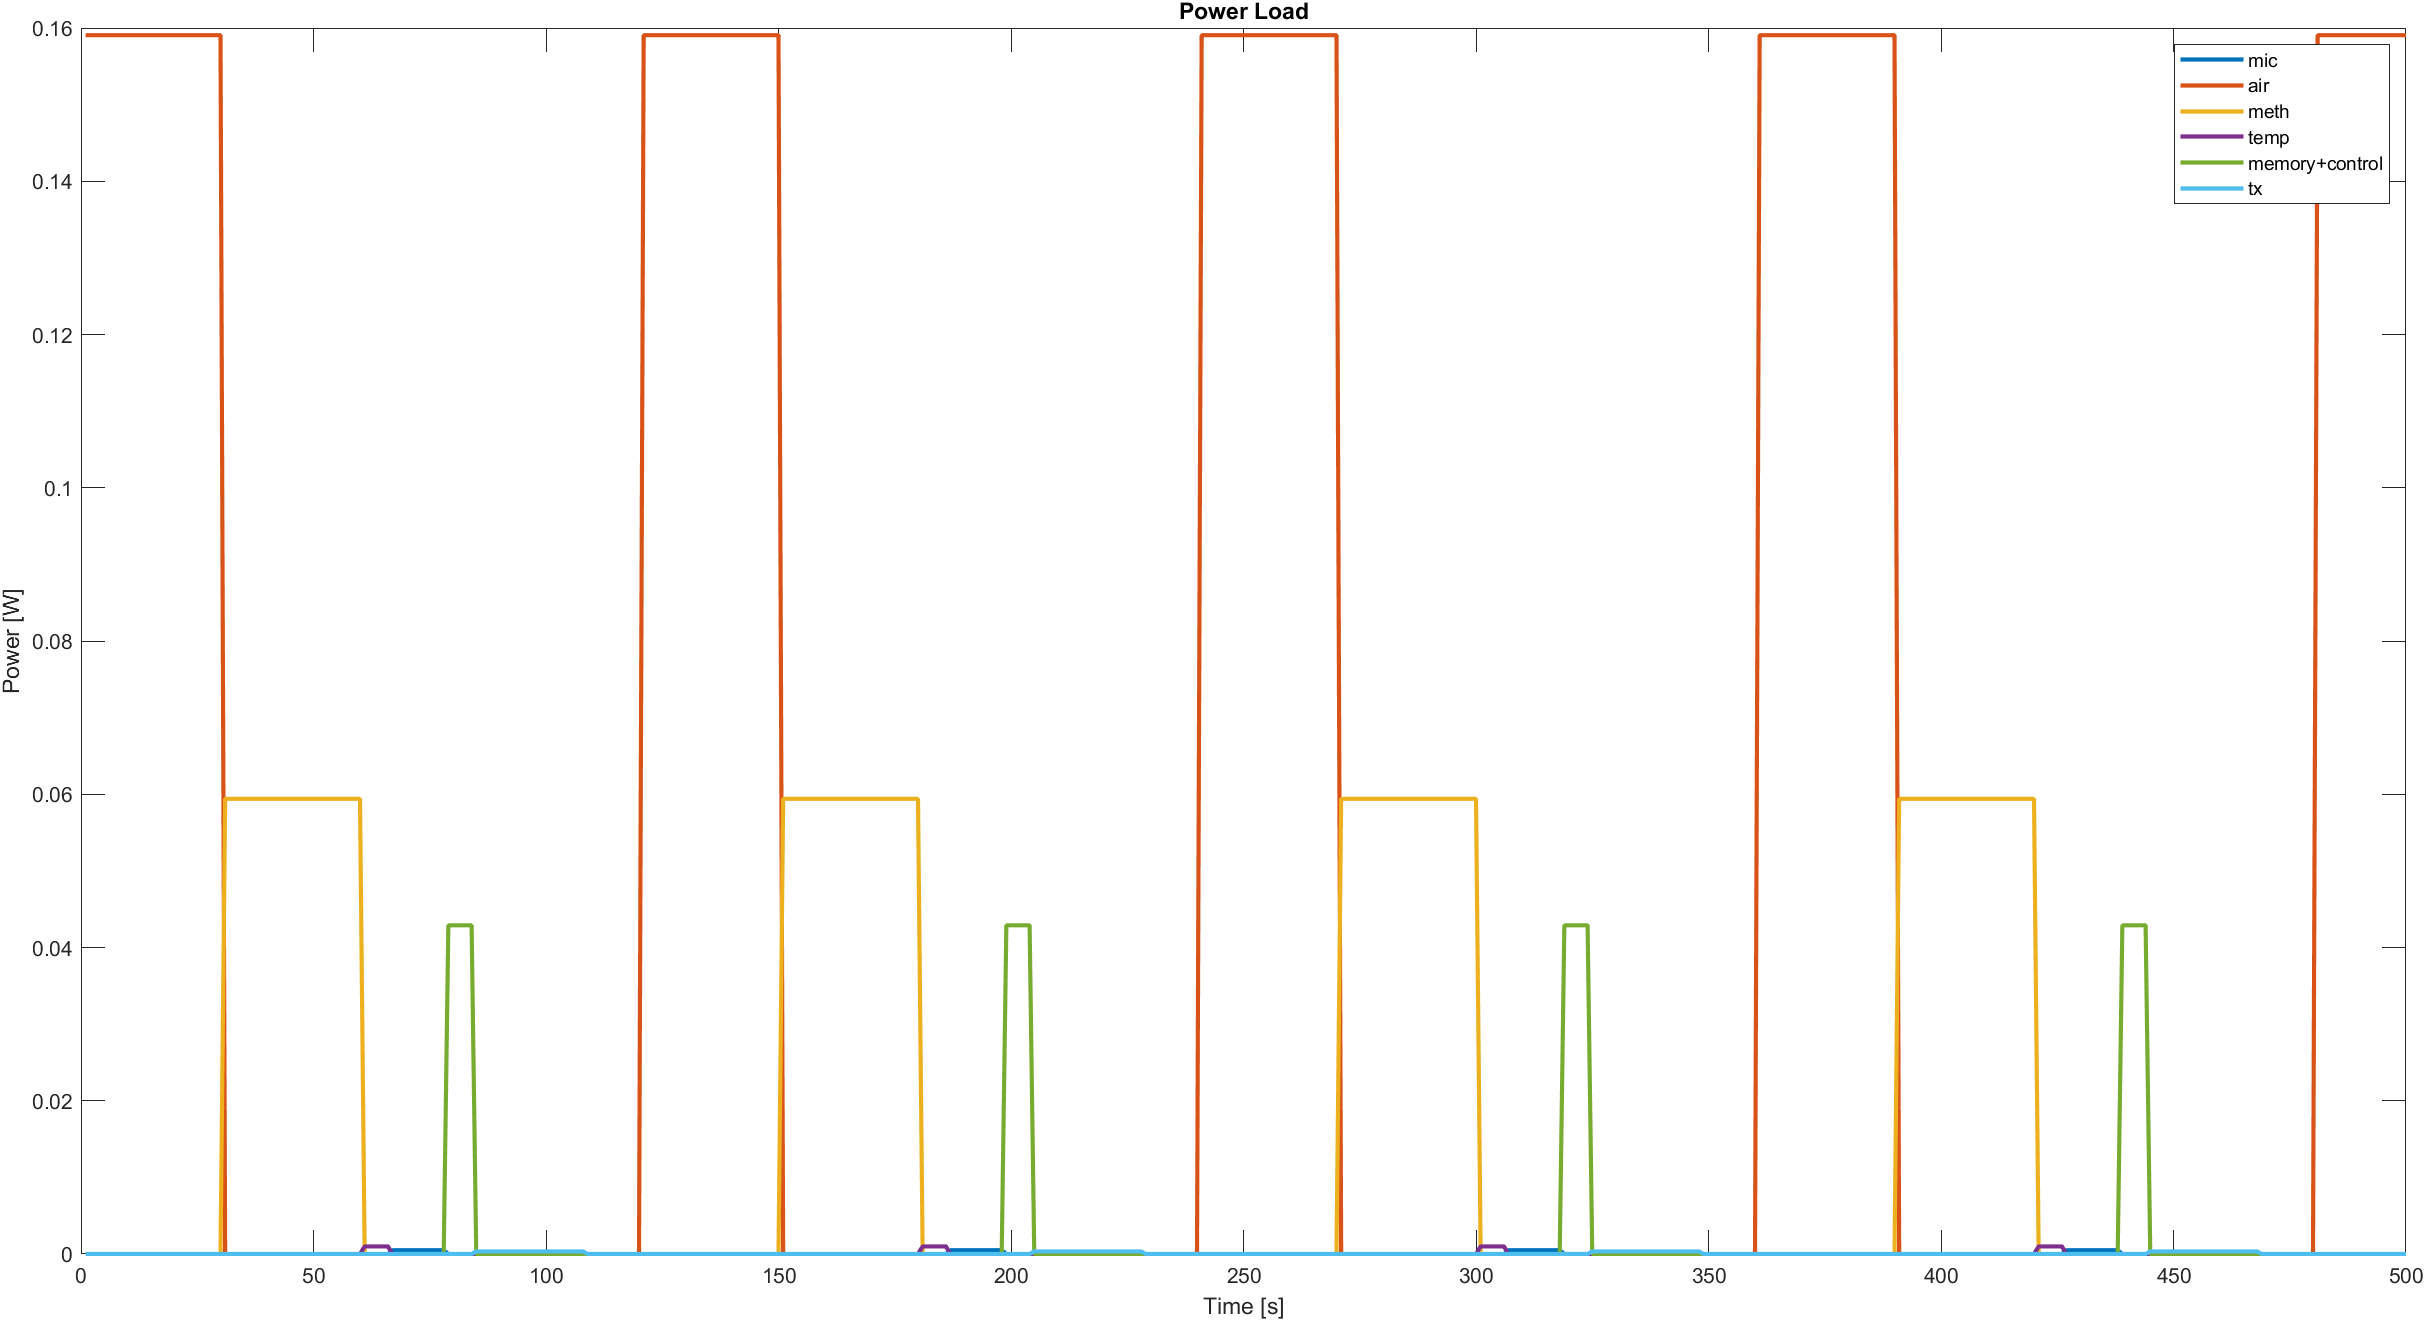 Power Load
0.16
0.14
0.12
0.1
0.08
0.06
0.04
0.02
0
Power [W]
mic
air
meth
temp
memory+control
tx
0 50 100 150 200 250 300 350 400 450 500
Time [s]